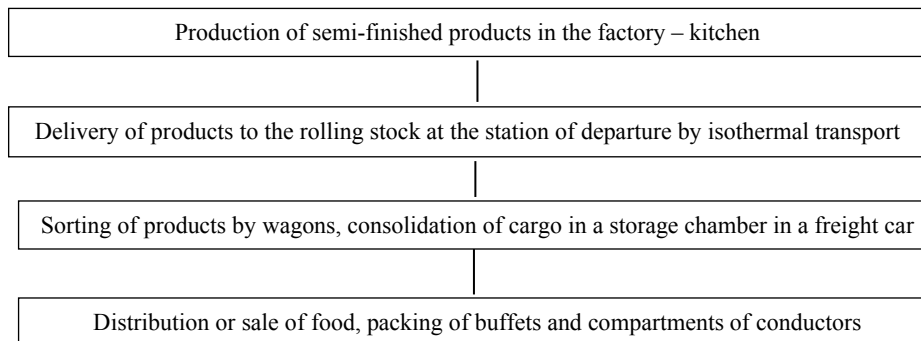 Production of semi-finished products in the factory – kitchen
Delivery of products to the rolling stock at the station of departure by isothermal transport
Sorting of products by wagons, consolidation of cargo in a storage chamber in a freight car
Distribution or sale of food, packing of buffets and compartments of conductors